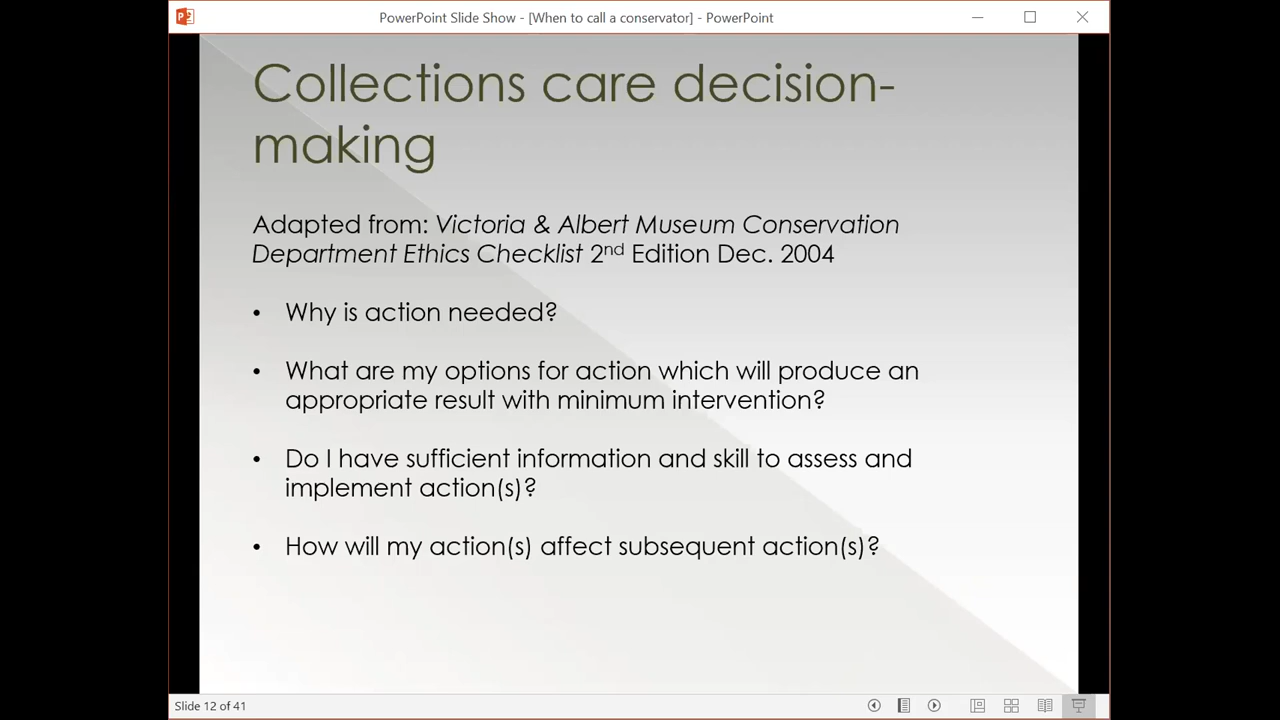 PowerPoint Slide Show - [When to call a conservator] - PowerPoint
Collections care decision-
making
Adapted from: Victoria & Albert Museum Conservation
Department Ethics Checklist 2nd Edition Dec. 2004
• Why is action needed?
• What are my options for action which will produce an
appropriate result with minimum intervention?
• Do I have sufficient information and skill to assess and
implement action(s)?
• How will my action(s) affect subsequent action(s)?
Slide 12 of 41